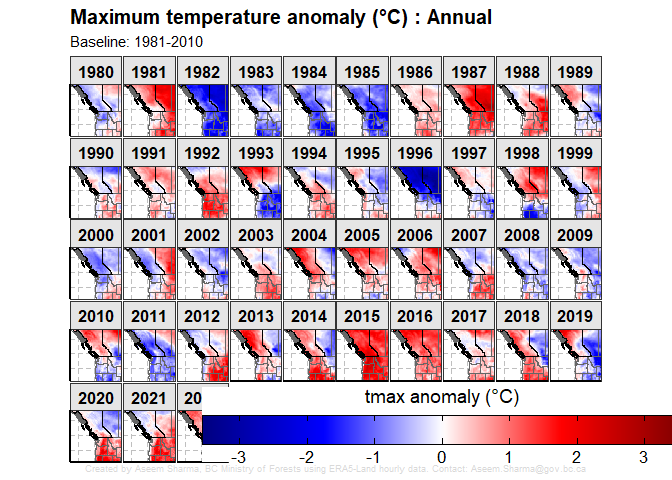 Maximum temperature anomaly (°C) : Annual
Baseline: 1981-2010
1980 1981 1982 1983 1984 1985 1986 1987 1988 1989
1990 1991 1992 1993 1994 1995 1996 1997 1998 1999
2000 2001 2002 2003 2004 2005 2006 2007 2008 2009
2010 2011 2012 2013 2014 2015 2016 2017 2018 2019
2020 2021
tmax anomaly (°C)
-3 -2 -1 0 1 2 3
Created by Aseem Sharma, BC Ministry of Forests using ERA5-Land hourly data. Contact: Aseem.Sharma@gov.bc.ca